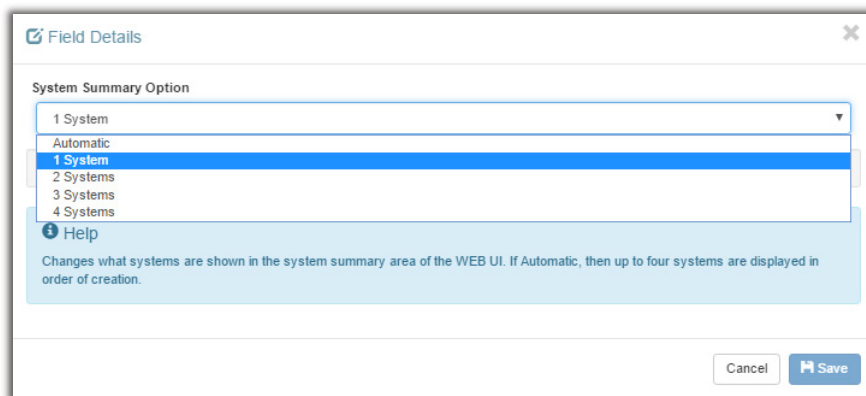 Field Details
System Summary Option
1 System
Automatic
1 System
2 Systems
3 Systems
4 Systems
Help
Changes what systems are shown in the system summary area of the WEB UI. If Automatic, then up to four systems are displayed in
order of creation.
Cancel
Save